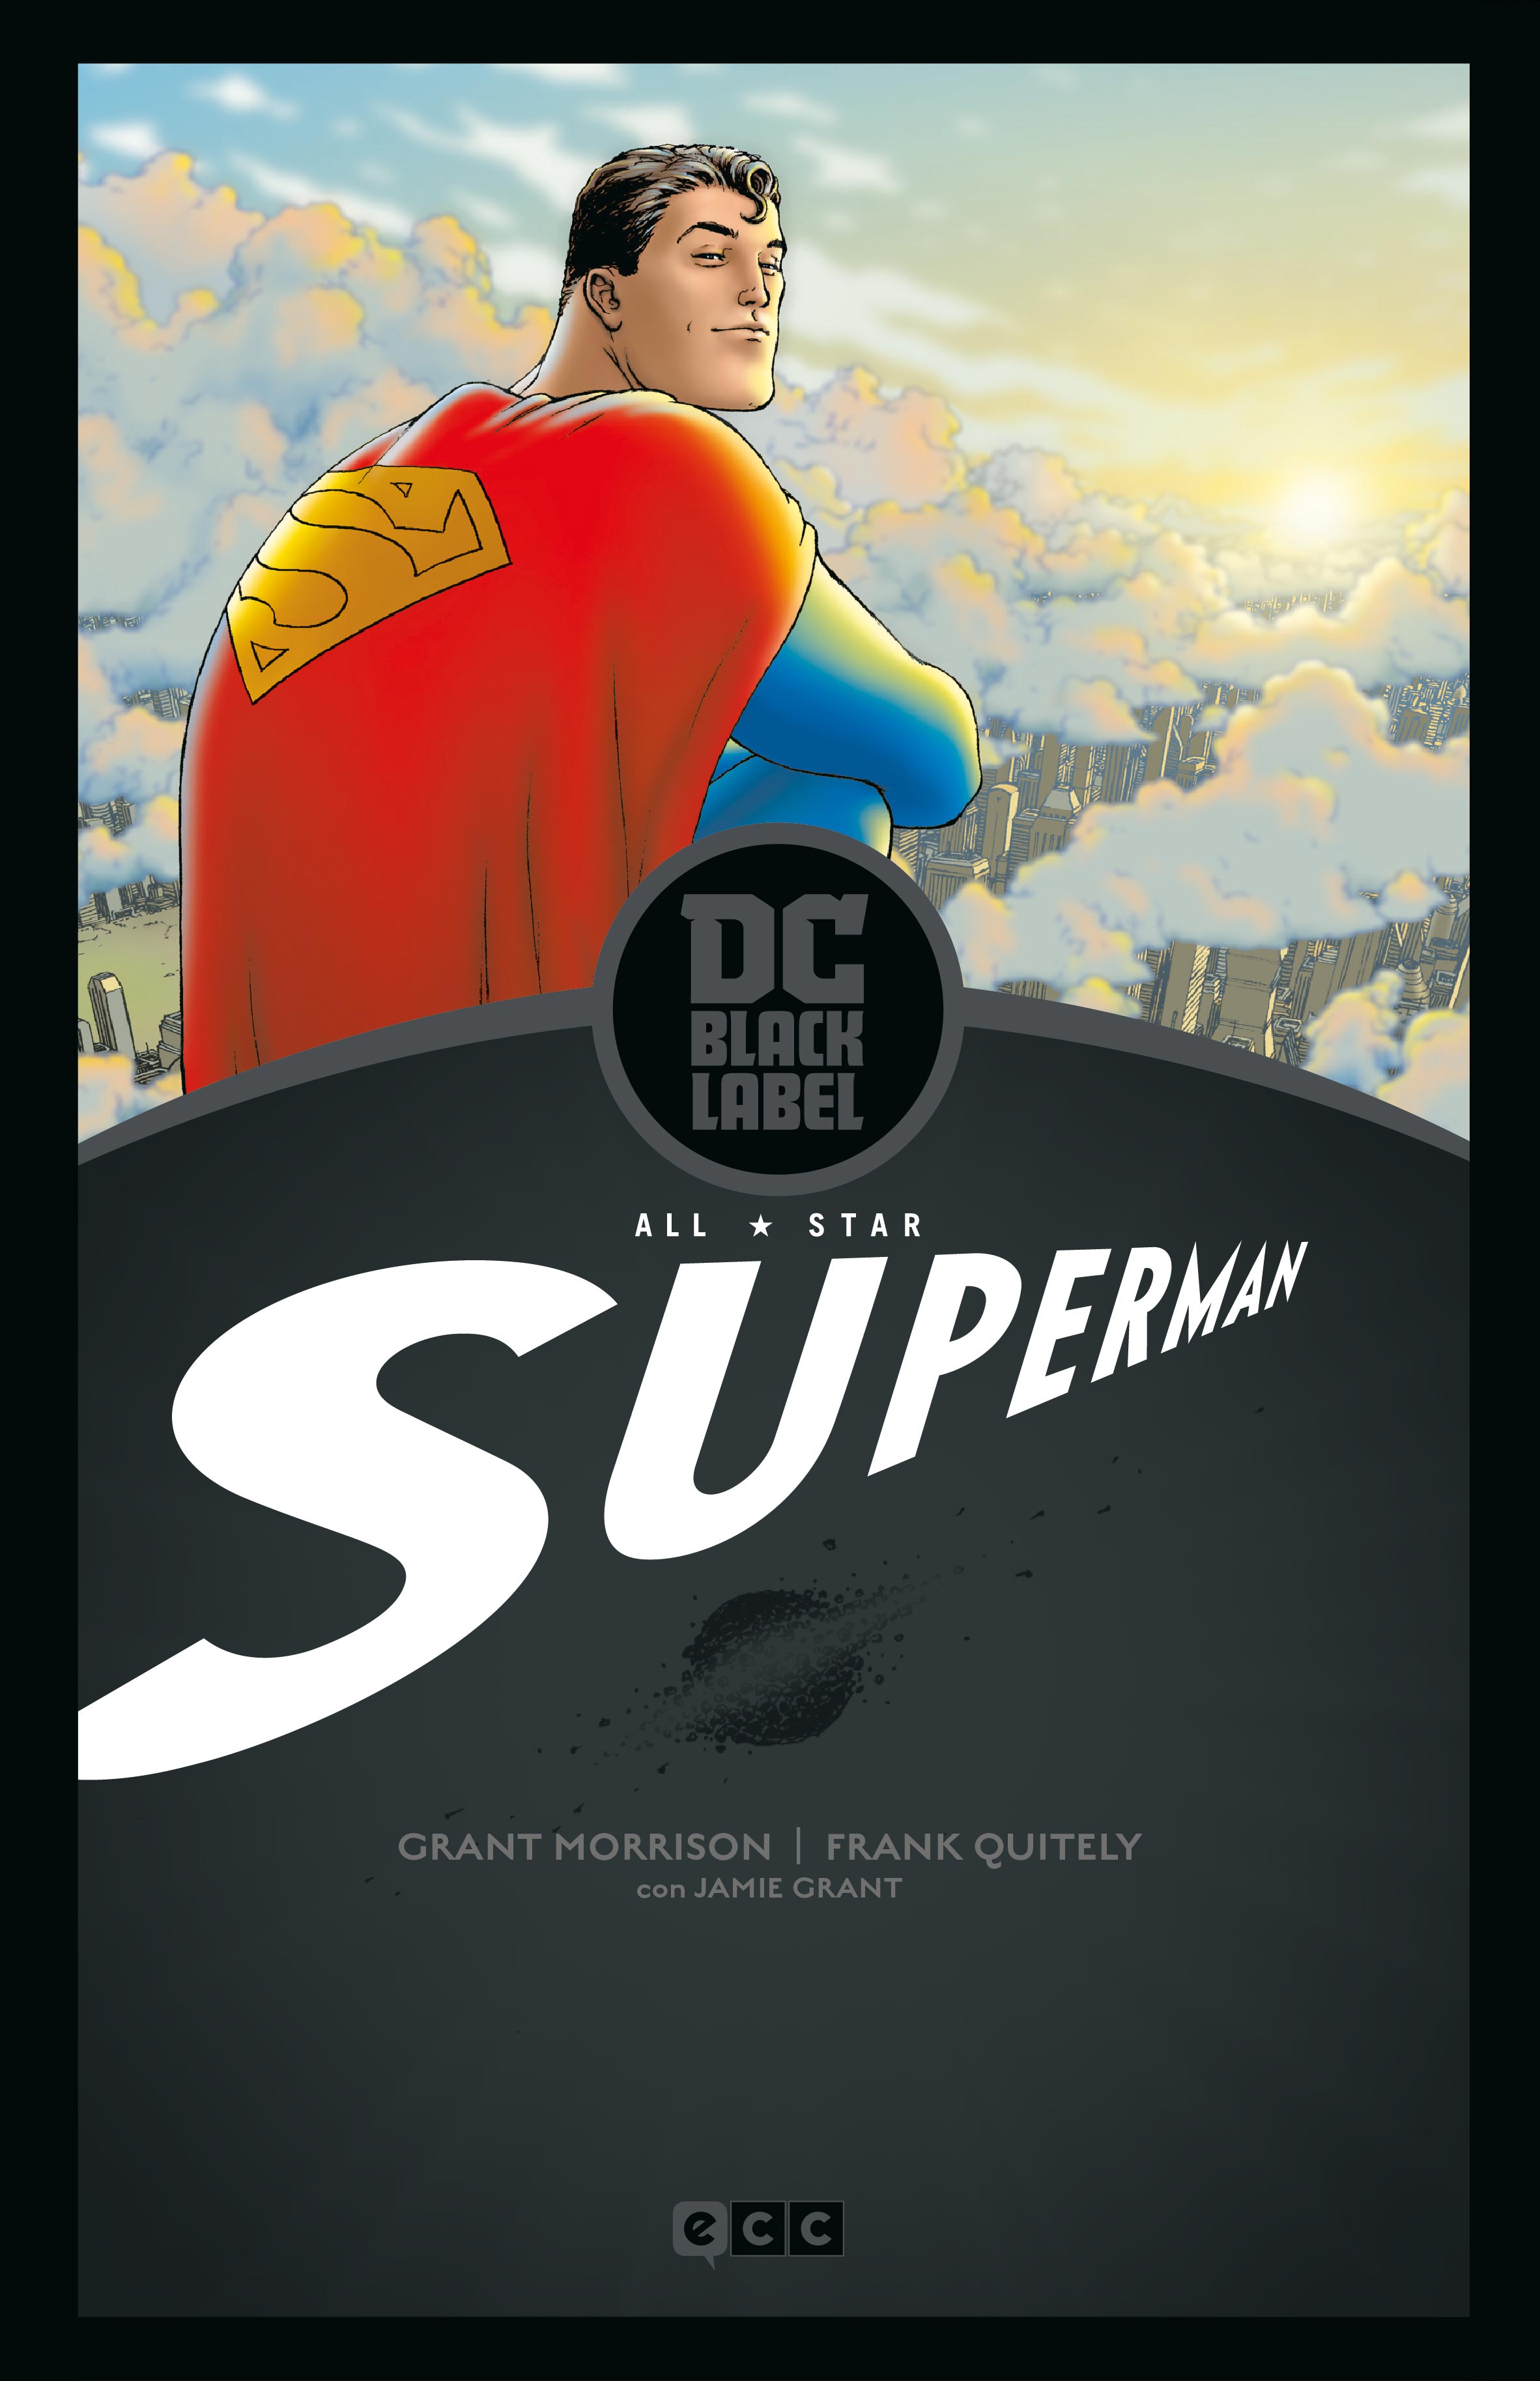 DC
BLACK
LABEL
ALL ★ STAR
SUPERMAN
GRANT MORRISON | FRANK QUITELY
con JAMIE GRANT
ecc